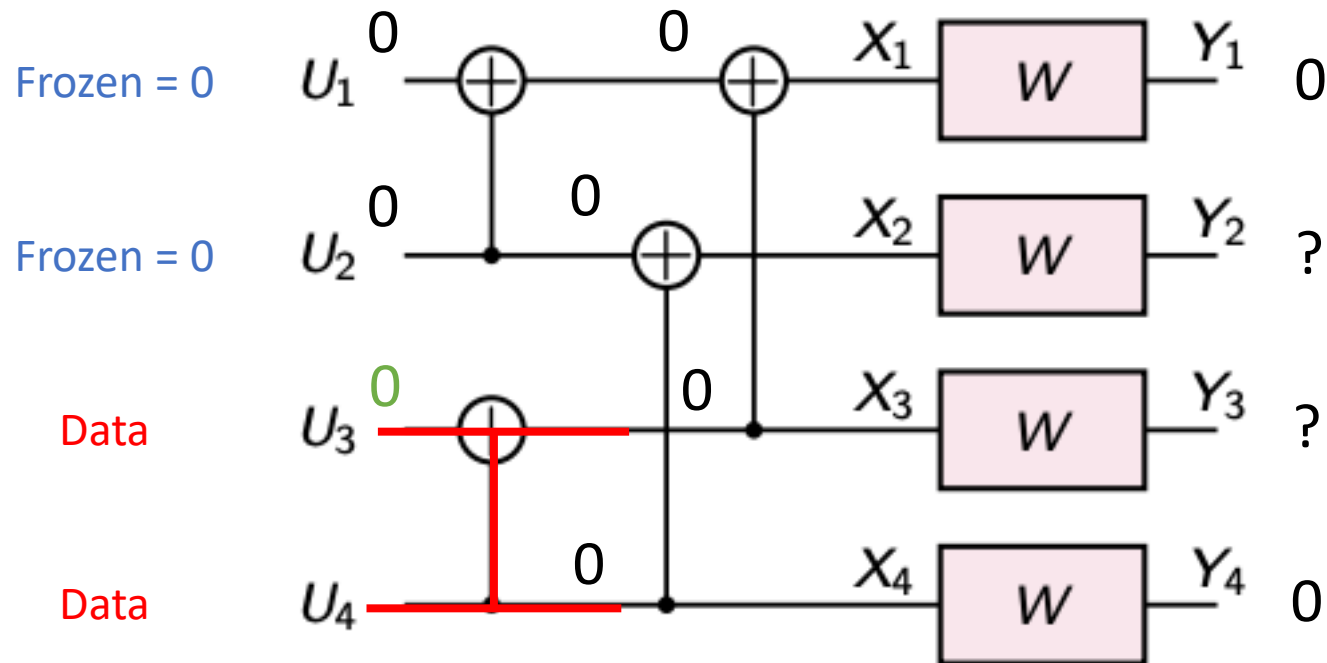 0 0
Frozen = 0 U1 X1 W Y1 0
0 0
Frozen = 0 U2 X2 W Y2 ?
0 0
Data U3 X3 W Y3 ?
0
Data U4 X4 W Y4 0